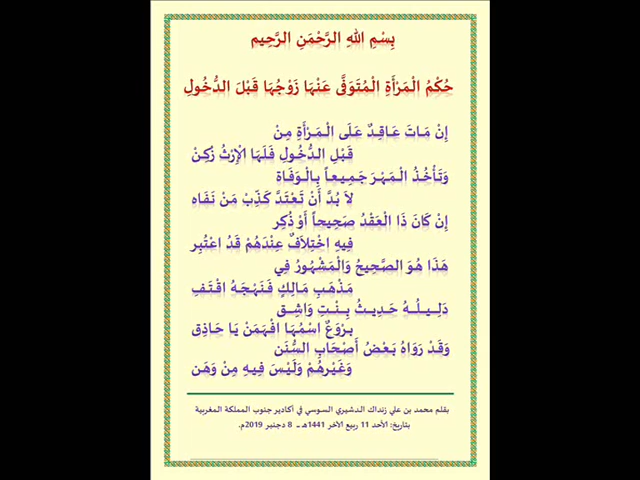 بِسْمِ اللهِ الرَّحْمَنِ الرَّحِيمِ
حُكْمُ الْمَرْأَةِ الْمُتَوَفَّى عَنْهَا زَوْجُهَا قَبْلَ الدُّخُولِ
إِنْ مَاتَ عَاقِدٌ عَلَى الْمَرْأَةِ مِنْ
قَبْلِ الدُّخُولِ فَلَهَا الْإِرْثُ زُكِنْ
وَتَأْخُذُ الْمَهْرَ جَمِيعاً بِالْوَفَاةِ
لاَ بُدَّ أَنْ تَعْتَدَّ كَذِّبْ مَنْ نَفَاه
إِنْ كَانَ ذَا الْعَقْدُ صَحِيحاً أَوْ ذُكِر
فِيهِ اخْتِلاَفٌ عِنْدَهُمْ قَدُ اعْتُبِر
هَذَا هُوَ الصَّحِيحُ وَالْمَشْهُورُ فِي
مَذْهَبِ مَالِكٍ فَنَهْجَهُ اقْتَفِ
دَلِيلُهُ حَدِيثُ بِنْتِ وَاشِقِ
بِرْوَعٌ اسْمُهَا افْهَمَنْ يَا حَاذِقِ
وَقَدْ رَوَاهُ بَعْضُ أَصْحَابِ السُّنَن
وَغَيْرِهُمْ وَلَيْسَ فِيهِ مِنْ وَهَن
بقلم محمد بن علي زنداك الدشيري السوسي في أكادير جنوب المملكة المغربية
بتاريخ: الأحد 11 ربيع الآخر 1441هـ ـ 8 دجنبر 2019م.